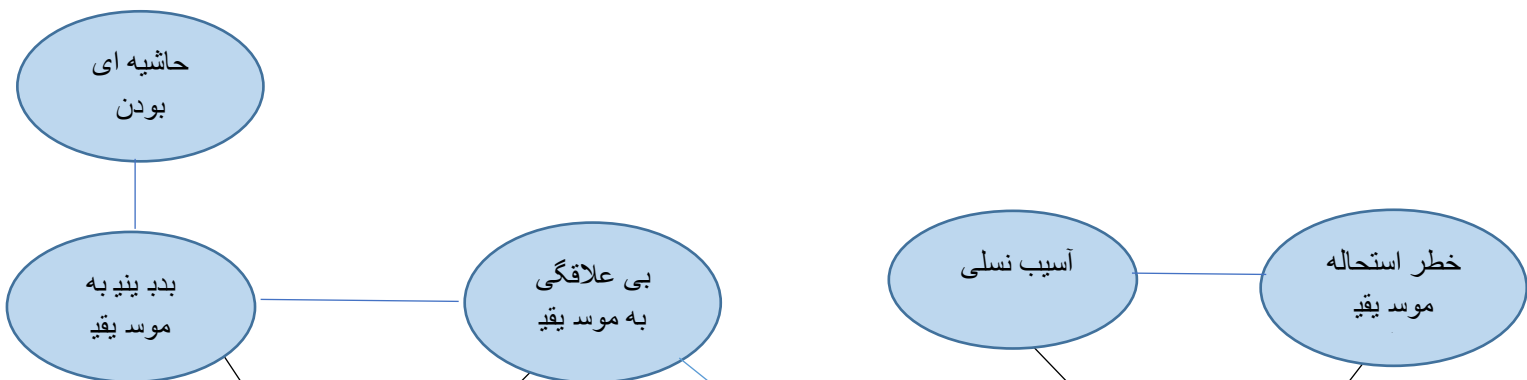 حاشیه ای
بودن
خطر استحاله
موسیقی
آسیب نسلی
بی علاقگی
به موسیقی
بدبینی به
موسیقی